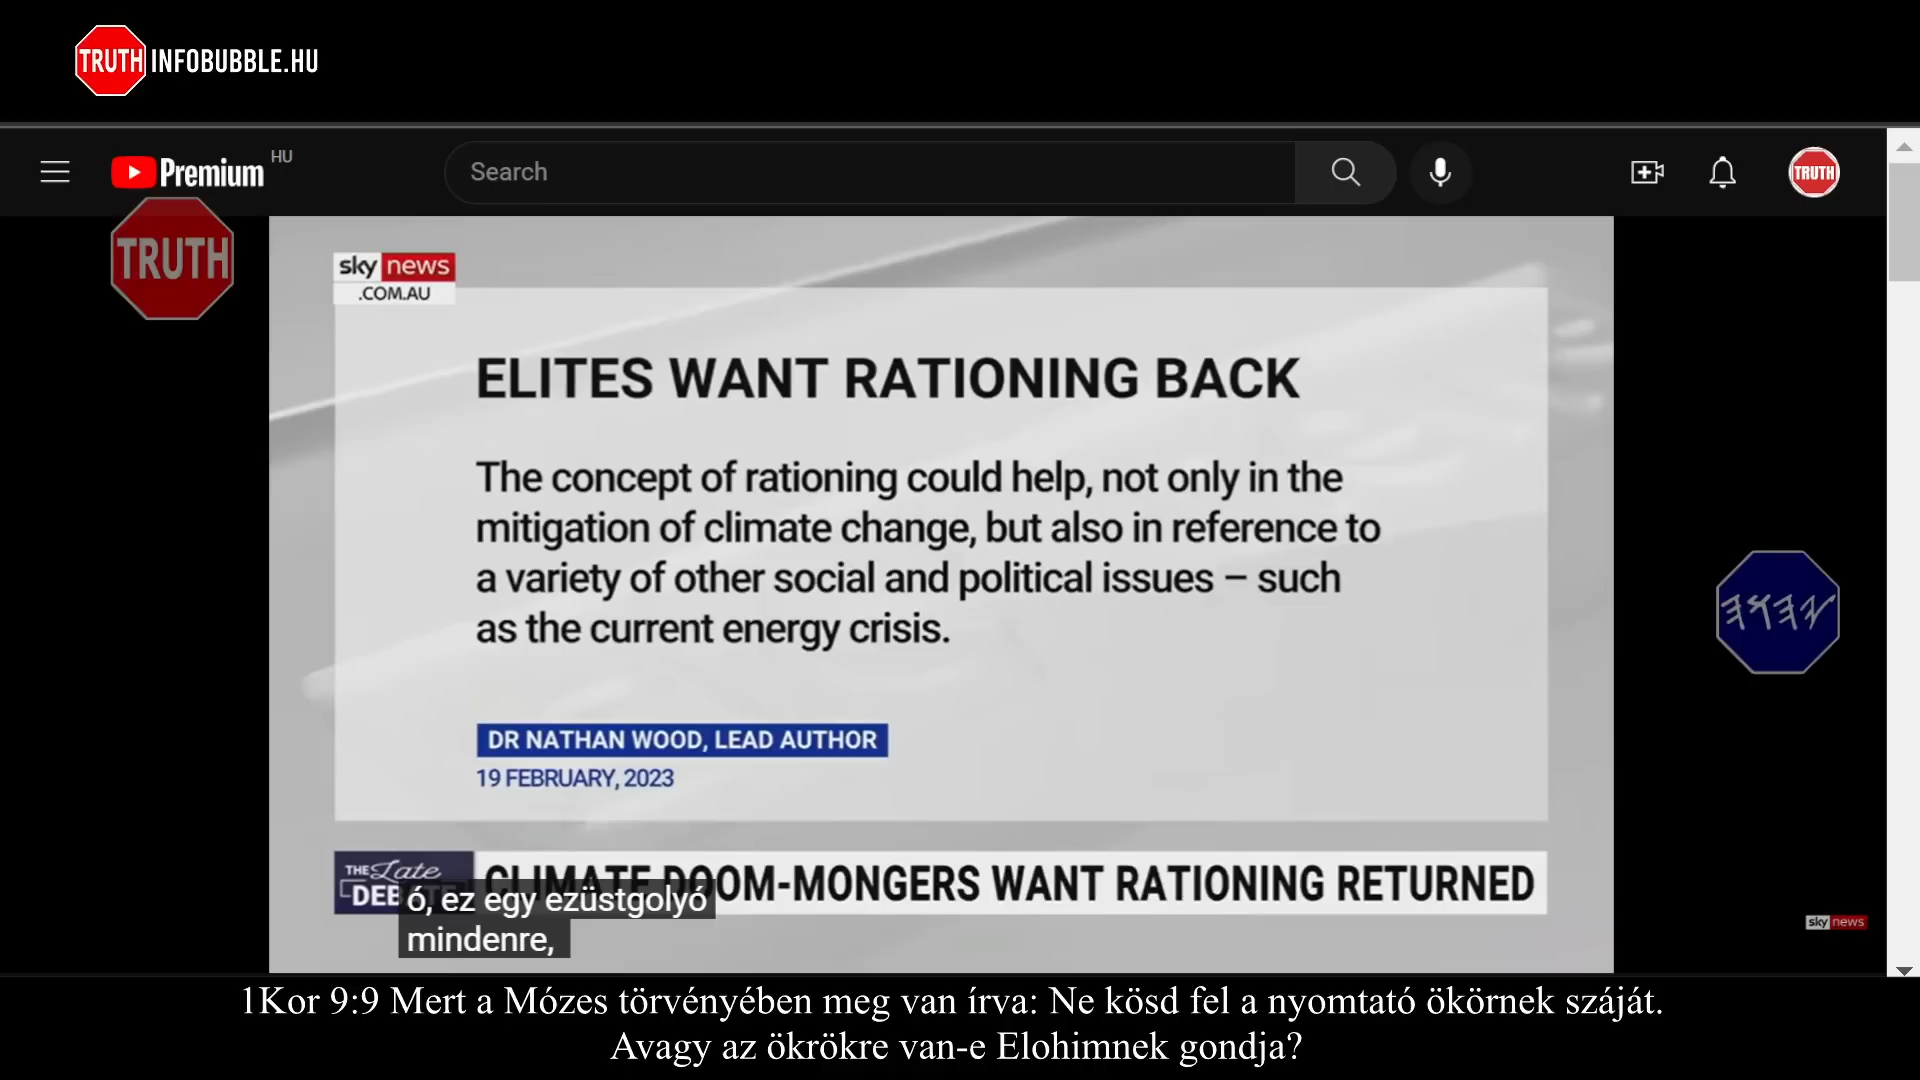 TRUTH INFOBUBBLE.HU
Premium HU
Search
TRUTH
TRUTH
sky news
.COM.AU
ELITES WANT RATIONING BACK
The concept of rationing could help, not only in the
mitigation of climate change, but also in reference to
a variety of other social and political issues – such
as the current energy crisis.
𐤉𐤄𐤅𐤄
DR NATHAN WOOD, LEAD AUTHOR
19 FEBRUARY, 2023
THE Late
CLIMATE DOOM-MONGERS WANT RATIONING RETURNED
ó, ez egy ezüstgolyó
mindenre,
sky news
1Kor 9:9 Mert a Mózes törvényében meg van írva: Ne kösd fel a nyomtató ökörnek száját.
Avagy az ökrökre van-e Elohimnek gondja?